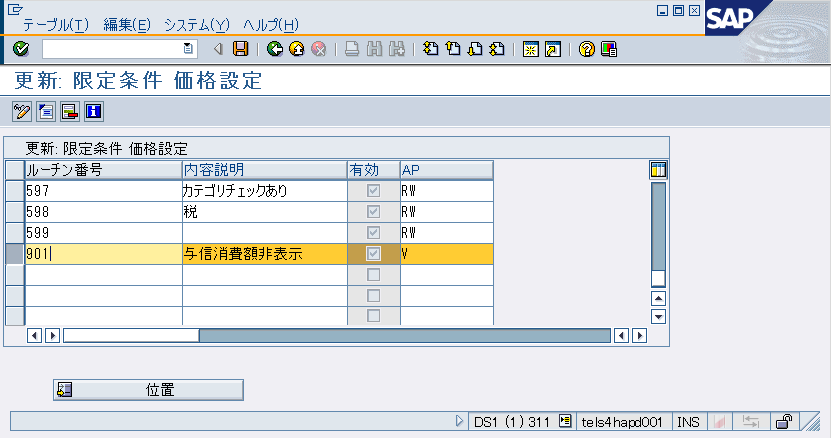 テーブル(T) 編集(E) システム(Y) ヘルプ(H)
SAP
更新: 限定条件 価格設定
更新: 限定条件 価格設定
ルーチン番号 内容説明 有効 AP
597 カテゴリチェックあり RW
598 税 RW
599 RW
901 与信消費額非表示 V
位置
DS1 (1) 311 tels4hapd001 INS